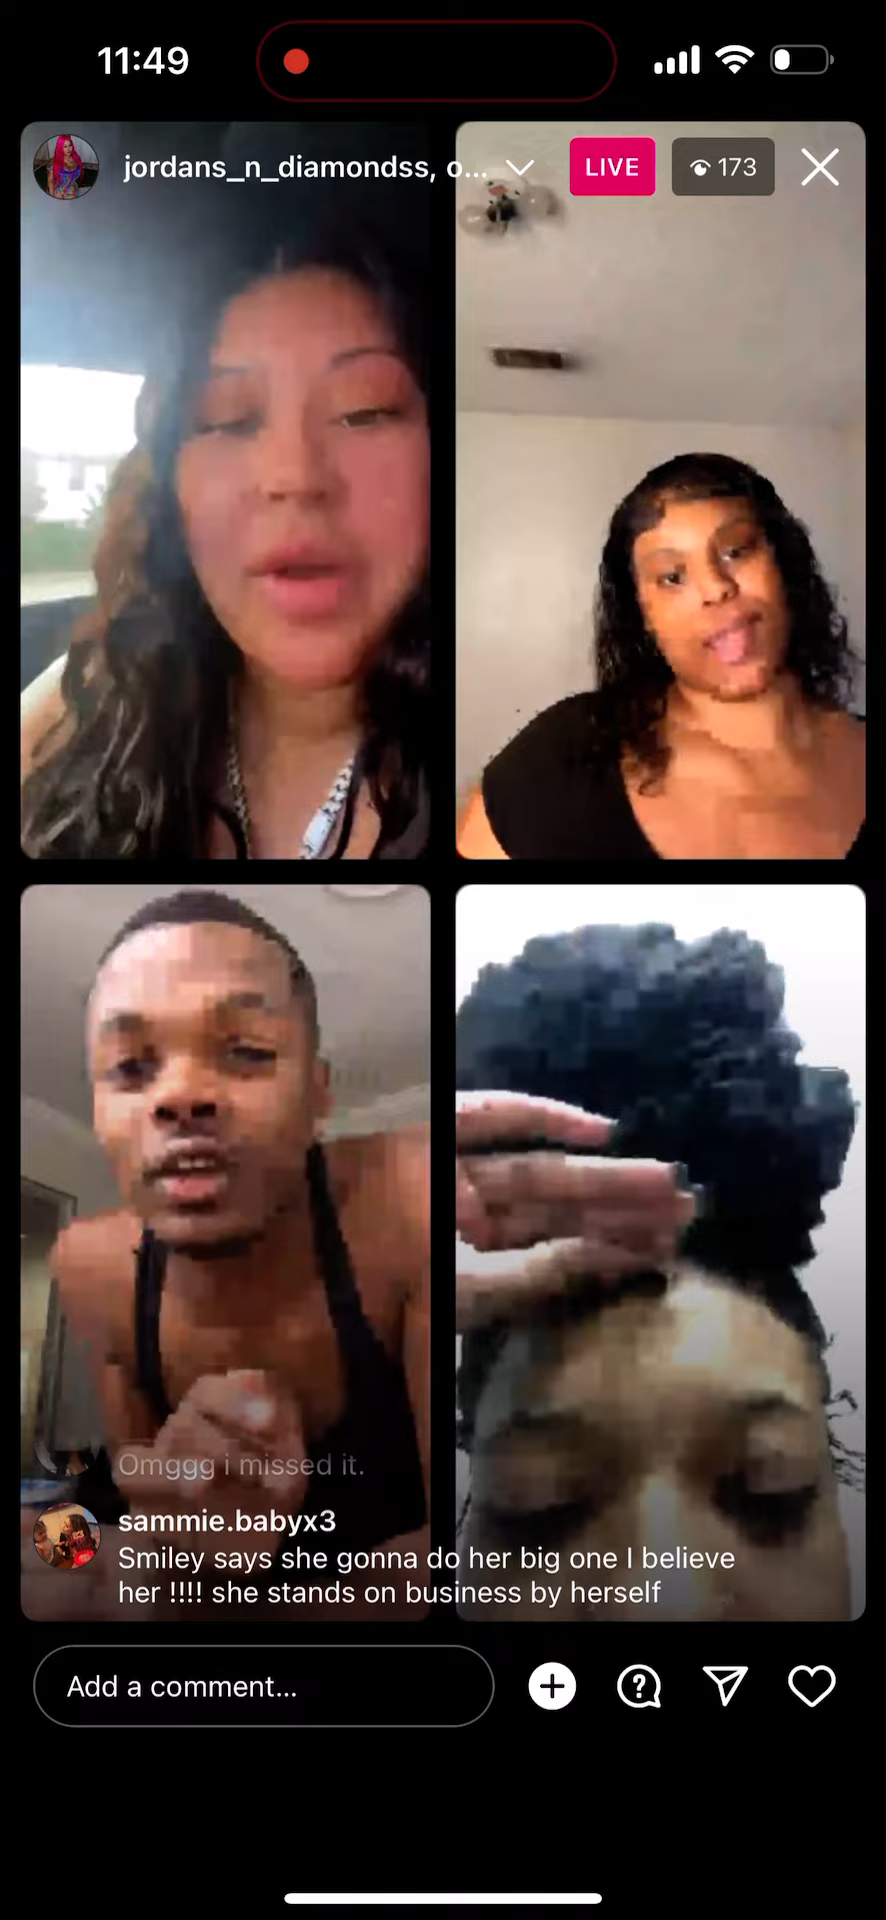 11:49
jordans_n_diamondss, o...
LIVE
173
Omggg i missed it.
sammie.babyx3
Smiley says she gonna do her big one I believe
her !!!! she stands on business by herself
Add a comment...